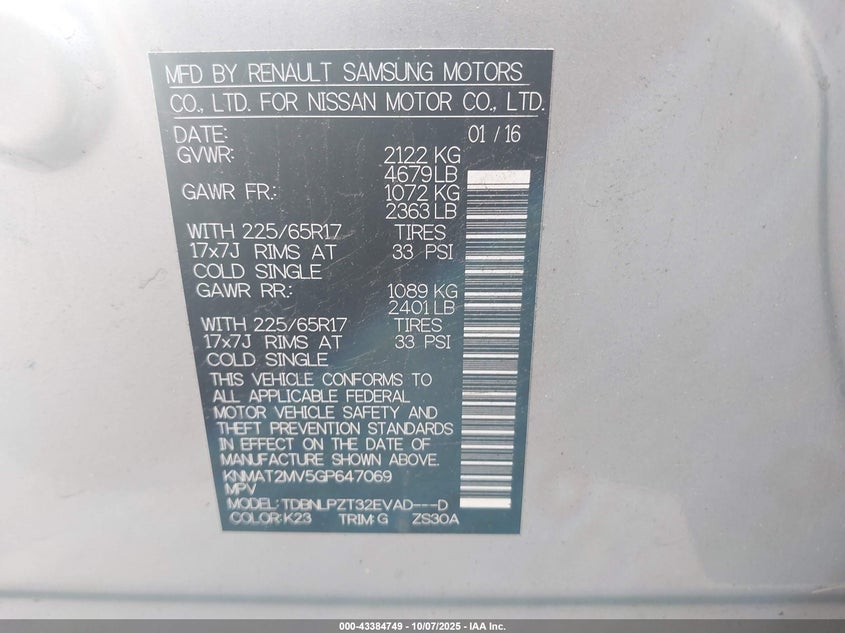 MFD BY RENAULT SAMSUNG MOTORS
CO., LTD. FOR NISSAN MOTOR CO., LTD.
DATE: 01 / 16
GVWR: 2122 KG
4679 LB
GAWR FR: 1072 KG
2363 LB
WITH 225/65R17 TIRES
17x7J RIMS AT 33 PSI
COLD SINGLE
GAWR RR: 1089 KG
2401 LB
WITH 225/65R17 TIRES
17x7J RIMS AT 33 PSI
COLD SINGLE
THIS VEHICLE CONFORMS TO
ALL APPLICABLE FEDERAL
MOTOR VEHICLE SAFETY AND
THEFT PREVENTION STANDARDS
IN EFFECT ON THE DATE OF
MANUFACTURE SHOWN ABOVE.
KNMAT2MV5GP647069
MPV
MODEL: TDBNLPZT32EVAD---D
COLOR:K23 TRIM:G ZS30A
000-43384749 - 10/07/2025 - IAA Inc.